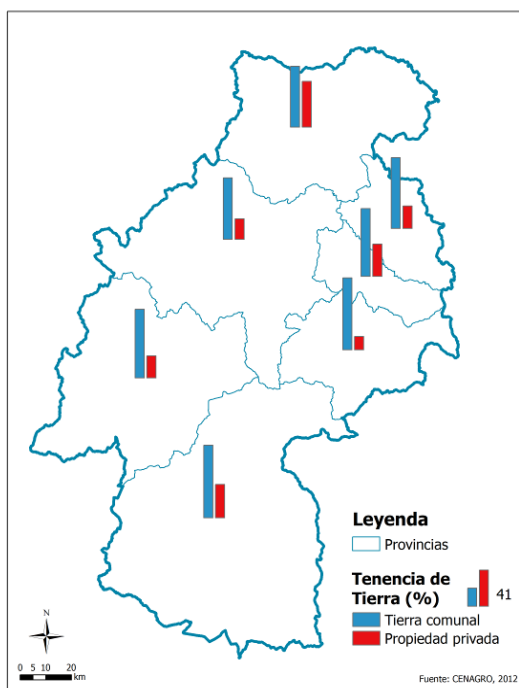 Leyenda
Provincias
Tenencia de
Tierra (%)
41
Tierra comunal
Propiedad privada
N
0 5 10 20
km
Fuente: CENAGRO, 2012